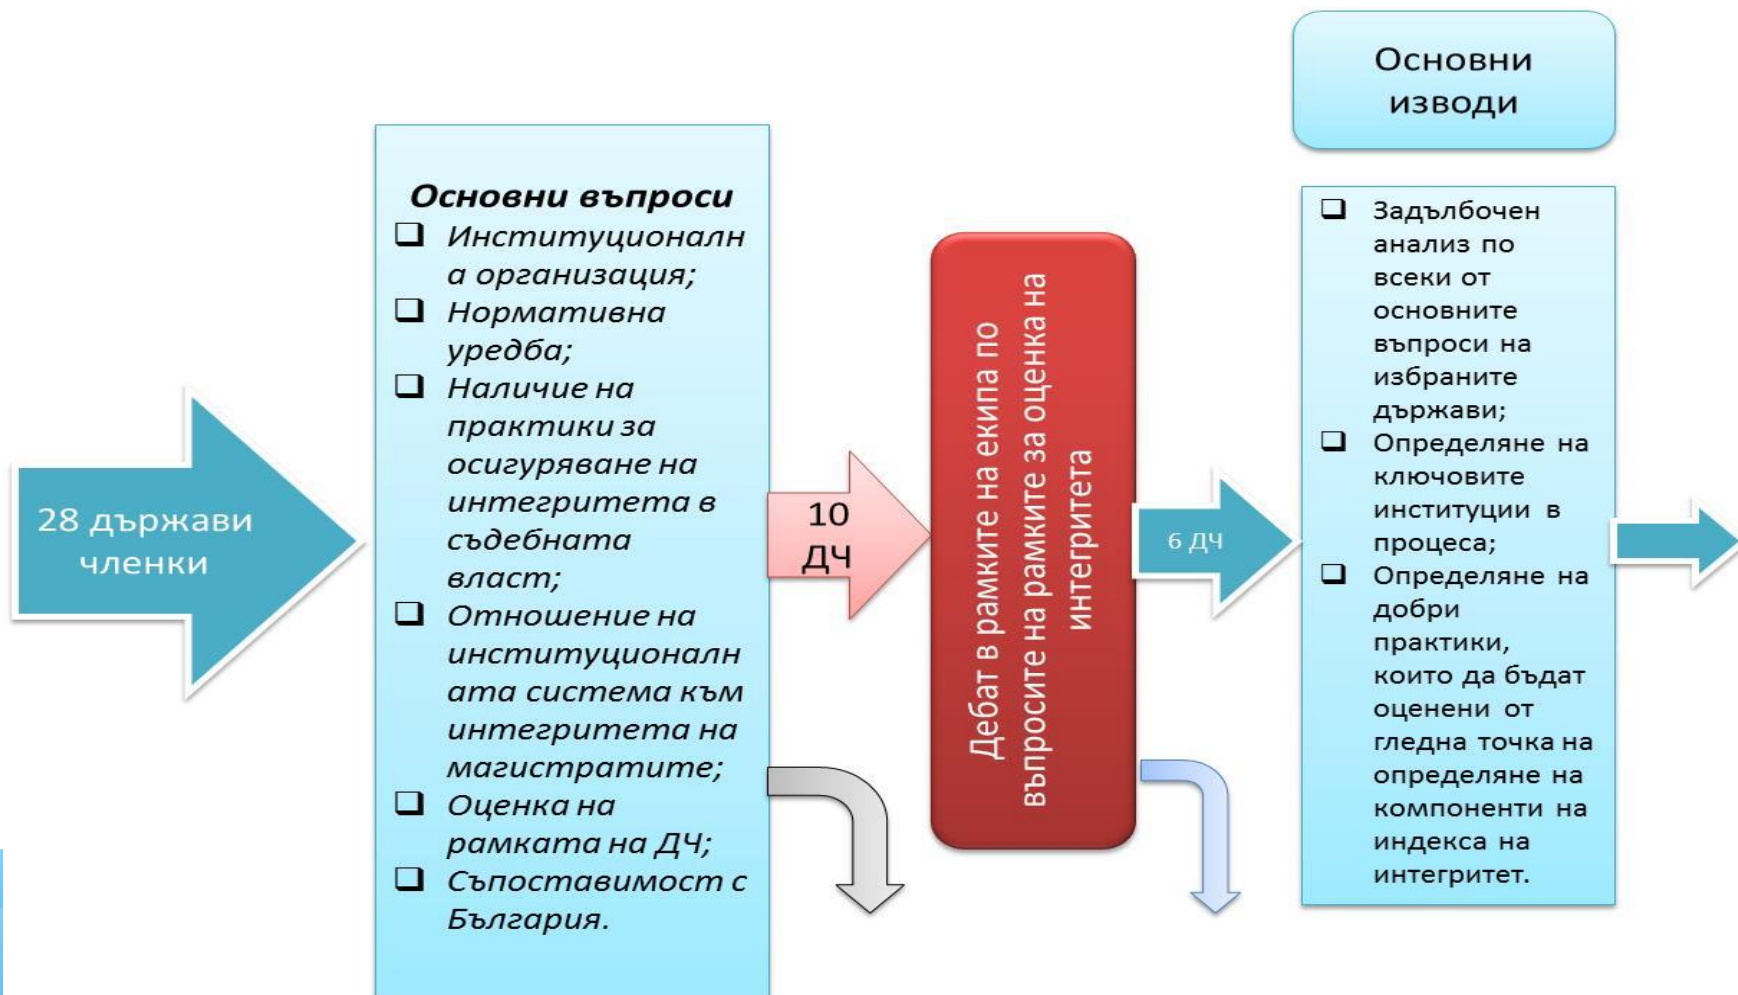 28 държави
членки
Основни въпроси
Институционалн
а организация;
Нормативна
уредба;
Наличие на
практики за
осигуряване на
интегритета в
съдебната
власт;
Отношение на
институционалн
ата система към
интегритета на
магистратите;
Оценка на
рамката на ДЧ;
Съпоставимост с
България.
10
ДЧ
Дебат в рамките на екипа по
въпросите на рамките за оценка на
интегритета
6 ДЧ
Основни
изводи
Задълбочен
анализ по
всеки от
основните
въпроси на
избраните
държави;
Определяне на
ключовите
институции в
процеса;
Определяне на
добри
практики,
които да бъдат
оценени от
гледна точка на
определяне на
компоненти на
индекса на
интегритет.